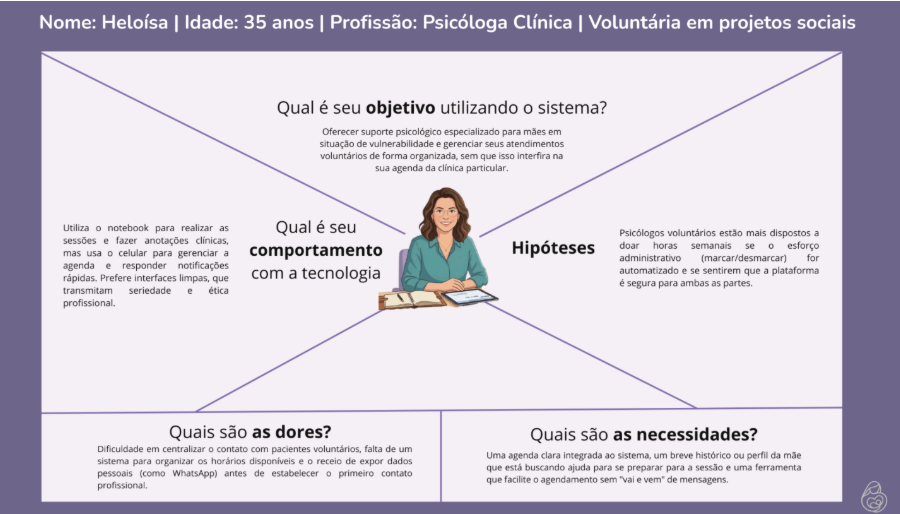 Nome: Heloísa | Idade: 35 anos | Profissão: Psicóloga Clínica | Voluntária em projetos sociais
Qual é seu objetivo utilizando o sistema?
Oferecer suporte psicológico especializado para mães em
situação de vulnerabilidade e gerenciar seus atendimentos
voluntários de forma organizada, sem que isso interfira na
sua agenda da clínica particular.
Qual é seu
comportamento
com a tecnologia
Utiliza o notebook para realizar as
sessões e fazer anotações clínicas,
mas usa o celular para gerenciar a
agenda e responder notificações
rápidas. Prefere interfaces limpas, que
transmitam seriedade e ética
profissional.
Hipóteses
Psicólogos voluntários estão mais dispostos a
doar horas semanais se o esforço
administrativo (marcar/desmarcar) for
automatizado e se sentirem que a plataforma
é segura para ambas as partes.
Quais são as dores?
Dificuldade em centralizar o contato com pacientes voluntários, falta de um
sistema para organizar os horários disponíveis e o receio de expor dados
pessoais (como WhatsApp) antes de estabelecer o primeiro contato
profissional.
Quais são as necessidades?
Uma agenda clara integrada ao sistema, um breve histórico ou perfil da mãe
que está buscando ajuda para se preparar para a sessão e uma ferramenta
que facilite o agendamento sem "vai e vem" de mensagens.